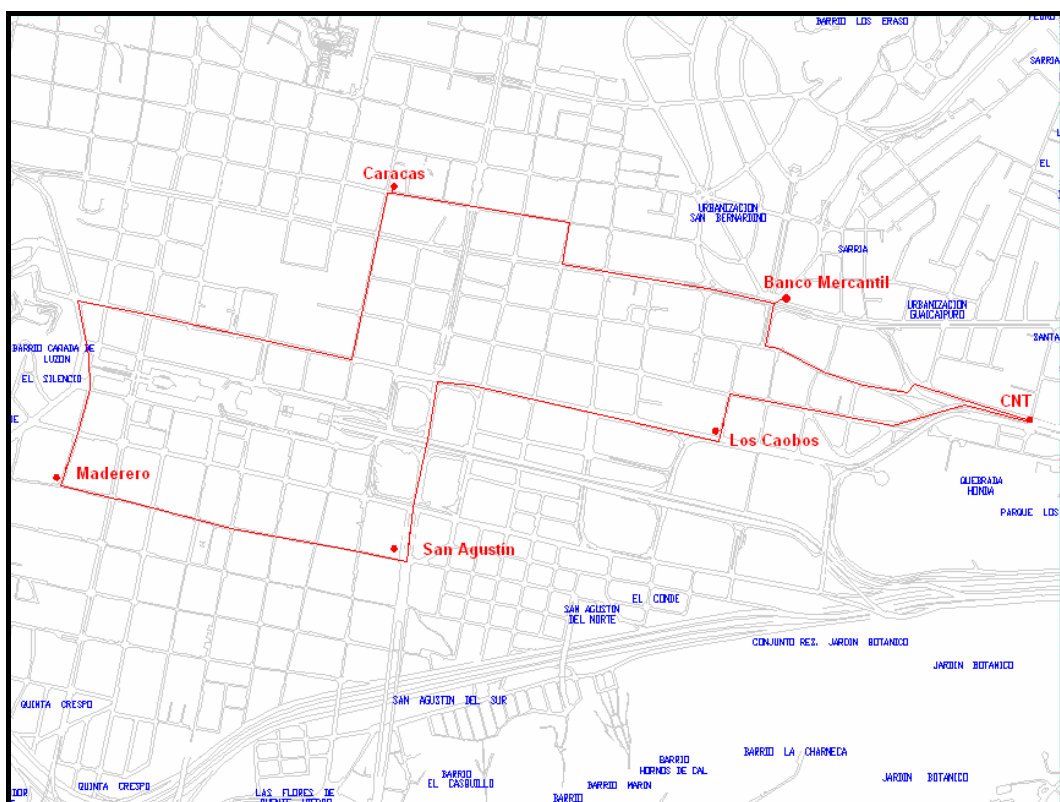 BARRIO LOS ERASO
SARRIA
EL
Caracas
URBANIZACION
SAN BERNARDINO
SARRIA
Banco Mercantil
URBANIZACION
GUAICAIPURO
SANTA
BARRIO CAÑADA DE
LUZON
EL SILENCIO
CNT
Los Caobos
Maderero
QUEBRADA
HONDA
PARQUE LOS
San Agustín
EL CONDE
SAN AGUSTIN
DEL NORTE
CONJUNTO RES. JARDIN BOTANICO
JARDIN BOTANICO
SAN AGUSTIN DEL SUR
QUINTA CRESPO
BARRIO LA CHARNECA
BARRIO
HORNOS DE CAL
BARRIO
EL CASQUILLO
JARDIN BOTANICO
QUINTA CRESPO
BARRIO MARIN
LAS FLORES DE
BARRIO